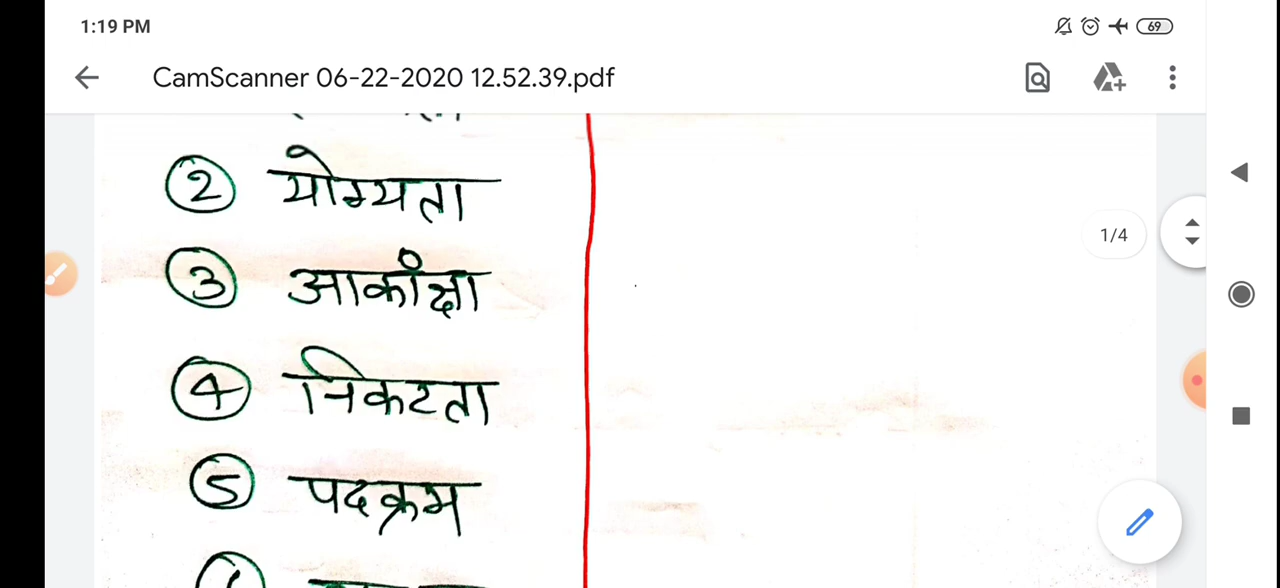 1:19 PM
69
CamScanner 06-22-2020 12.52.39.pdf
② योग्यता
1/4
③ आकांक्षा
④ निकटता
⑤ पदक्रम